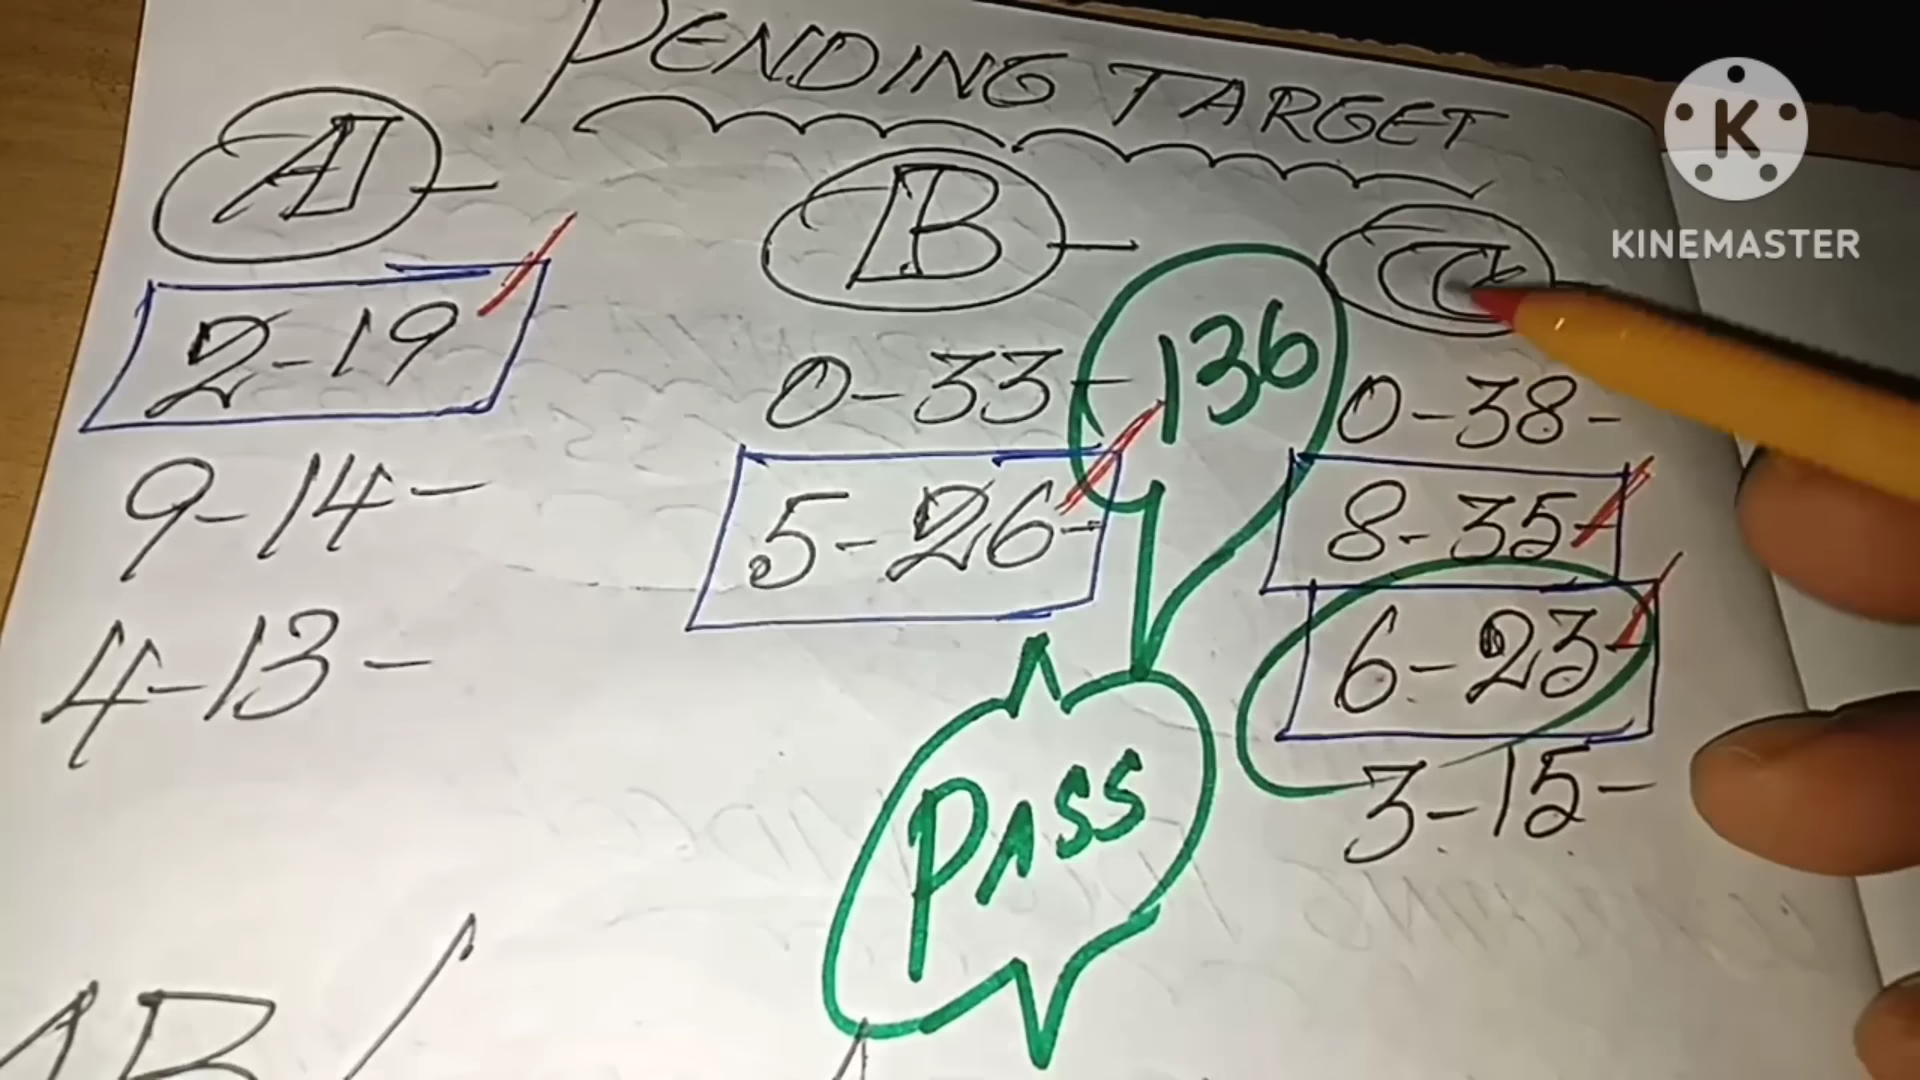 PENDING TARGET
K
KINEMASTER
A -
B -
C
2-19
9-14-
4-13-
0-33-
5-26-
136
PASS
0-38-
8-35-
6-23-
3-15-
AB/